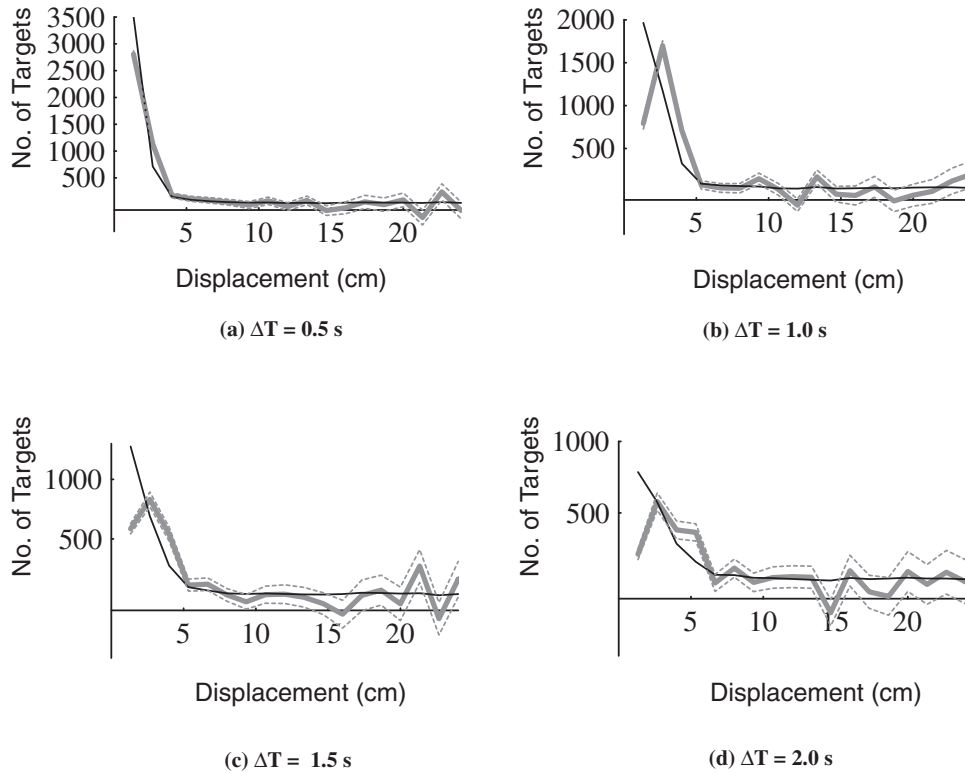 No. of Targets
3500
3000
2500
2000
1500
1000
500
5 10 15 20
Displacement (cm)
(a) ΔT = 0.5 s
No. of Targets
2000
1500
1000
500
5 10 15 20
Displacement (cm)
(b) ΔT = 1.0 s
No. of Targets
1000
500
5 10 15 20
Displacement (cm)
(c) ΔT = 1.5 s
No. of Targets
1000
500
5 10 15 20
Displacement (cm)
(d) ΔT = 2.0 s